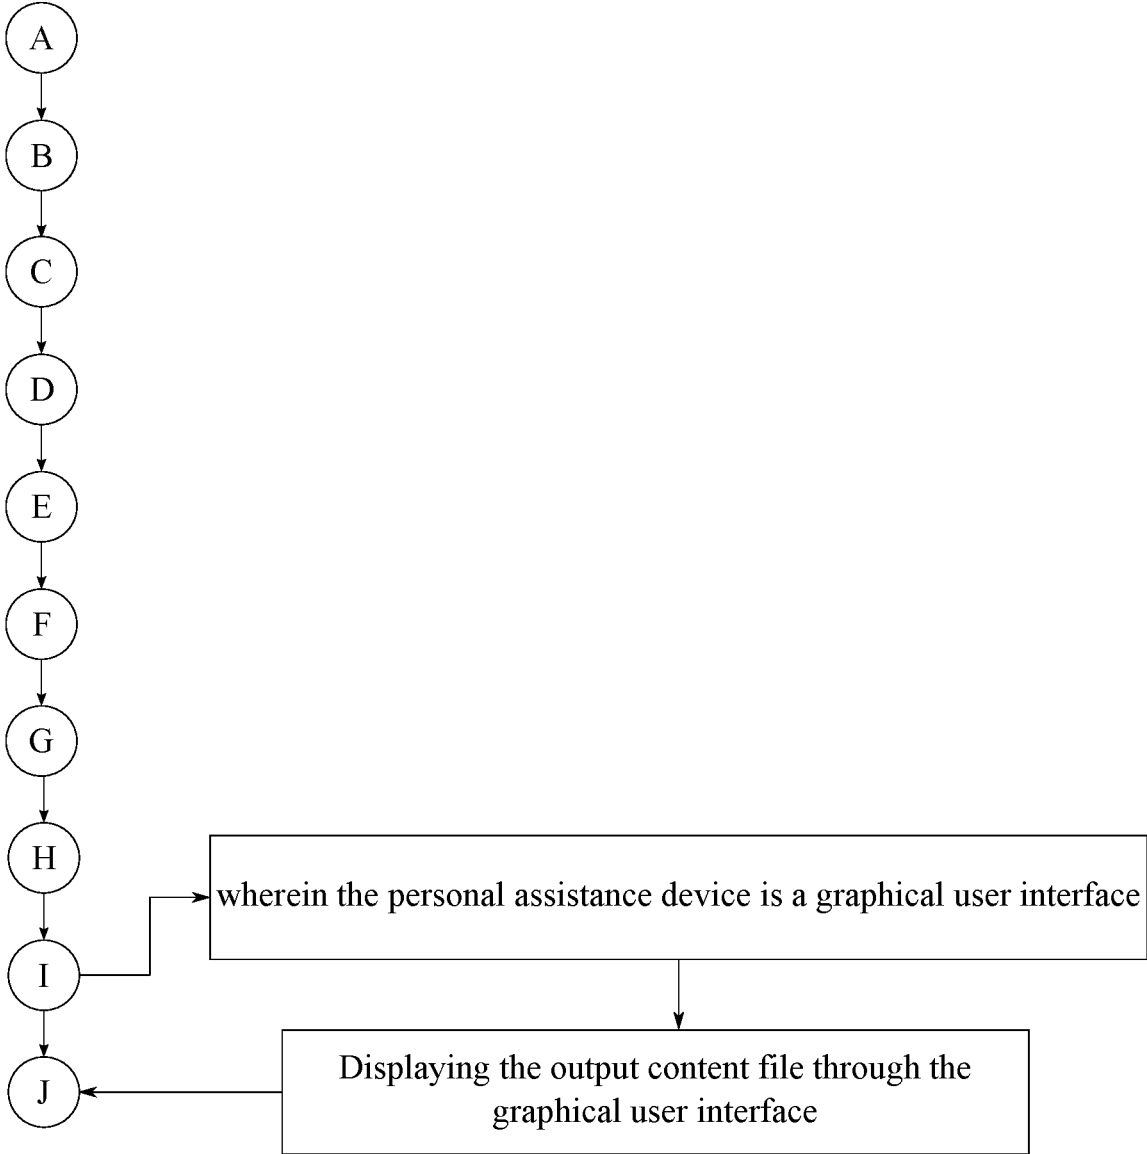 A
B
C
D
E
F
G
H
wherein the personal assistance device is a graphical user interface
I
Displaying the output content file through the
graphical user interface
J